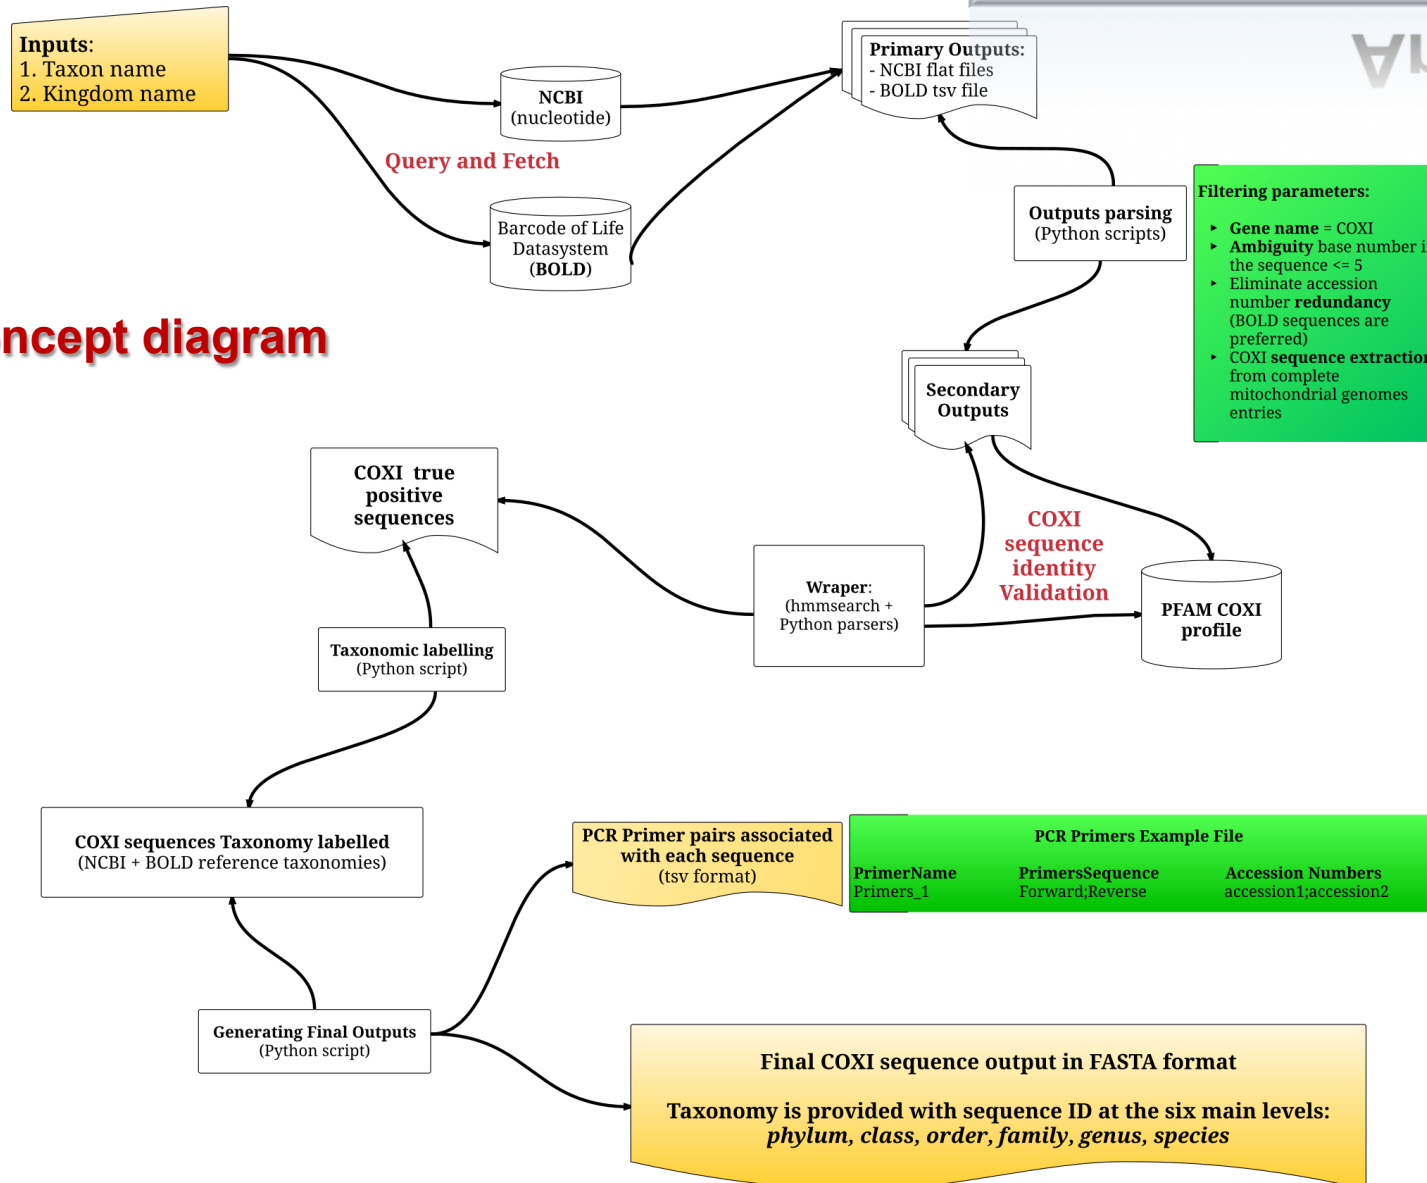 Inputs:
1. Taxon name
2. Kingdom name
NCBI
(nucleotide)
Query and Fetch
Barcode of Life
Datasystem
(BOLD)
Primary Outputs:
- NCBI flat files
- BOLD tsv file
Outputs parsing
(Python scripts)
Filtering parameters:
▸ Gene name = COXI
▸ Ambiguity base number i
the sequence <= 5
▸ Eliminate accession
number redundancy
(BOLD sequences are
preferred)
▸ COXI sequence extraction
from complete
mitochondrial genomes
entries
ncept diagram
Secondary
Outputs
COXI true
positive
sequences
COXI
sequence
identity
Validation
Wraper:
(hmmsearch +
Python parsers)
PFAM COXI
profile
Taxonomic labelling
(Python script)
COXI sequences Taxonomy labelled
(NCBI + BOLD reference taxonomies)
PCR Primer pairs associated
with each sequence
(tsv format)
PCR Primers Example File
PrimerName PrimersSequence Accession Numbers
Primers_1 Forward;Reverse accession1;accession2
Generating Final Outputs
(Python script)
Final COXI sequence output in FASTA format
Taxonomy is provided with sequence ID at the six main levels:
phylum, class, order, family, genus, species